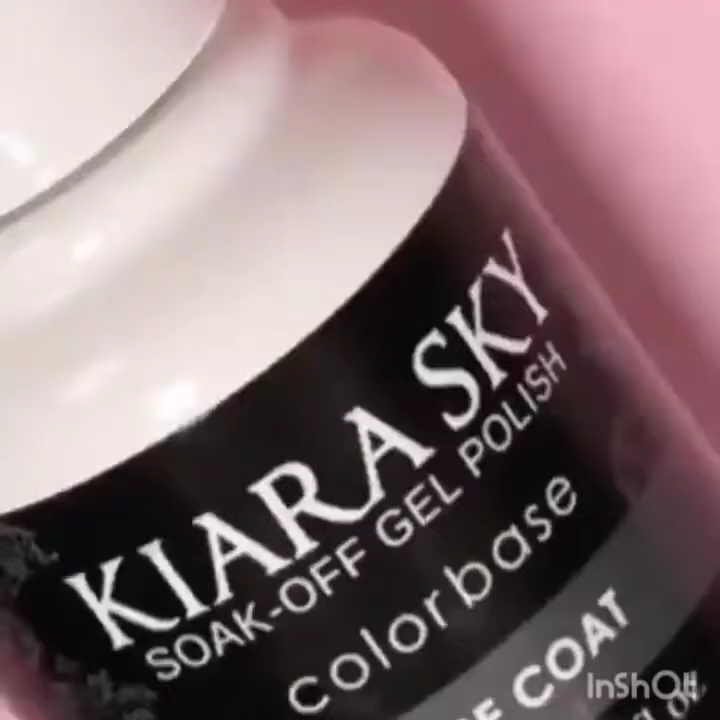 KIARA SKY
SOAK-OFF GEL POLISH
colorbase
COAT
InShOt